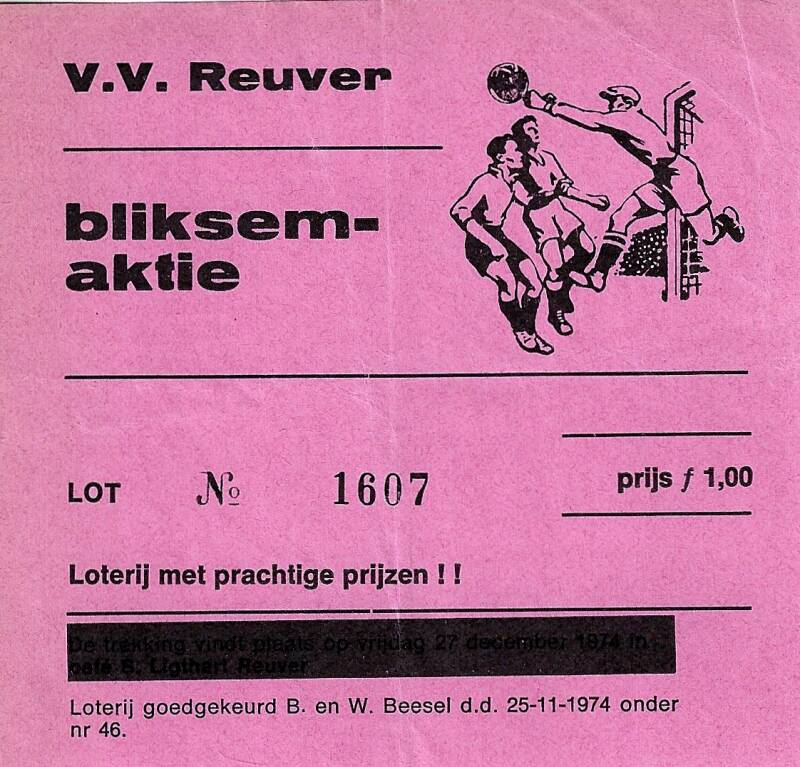 V.V. Reuver
bliksem-
aktie
LOT № 1607
prijs ƒ 1,00
Loterij met prachtige prijzen ! !
De trekking vindt plaats op vrijdag 27 december 1974 in
café S. Ligthart Reuver
Loterij goedgekeurd B. en W. Beesel d.d. 25-11-1974 onder
nr 46.